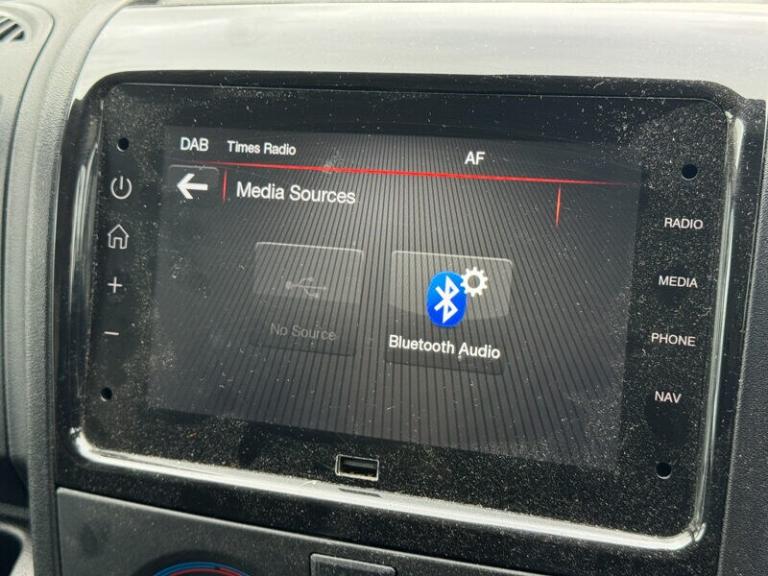 DAB Times Radio AF
Media Sources
No Source
Bluetooth Audio
+
−
RADIO
MEDIA
PHONE
NAV